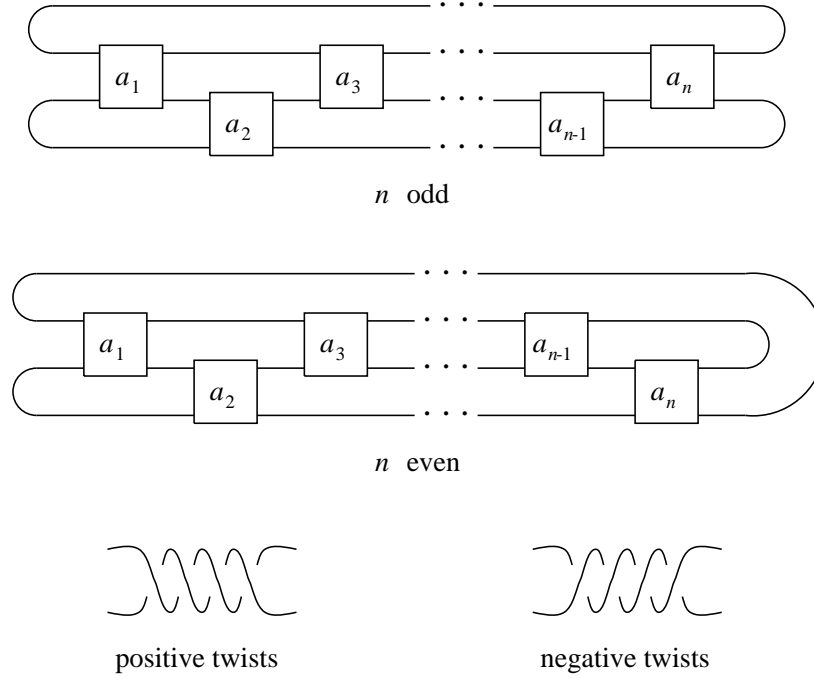 · · ·
a₁ a₃ · · · aₙ
a₂ · · · aₙ₋₁
· · ·
n odd
· · ·
a₁ a₃ · · · aₙ₋₁
a₂ · · · aₙ
· · ·
n even
positive twists negative twists